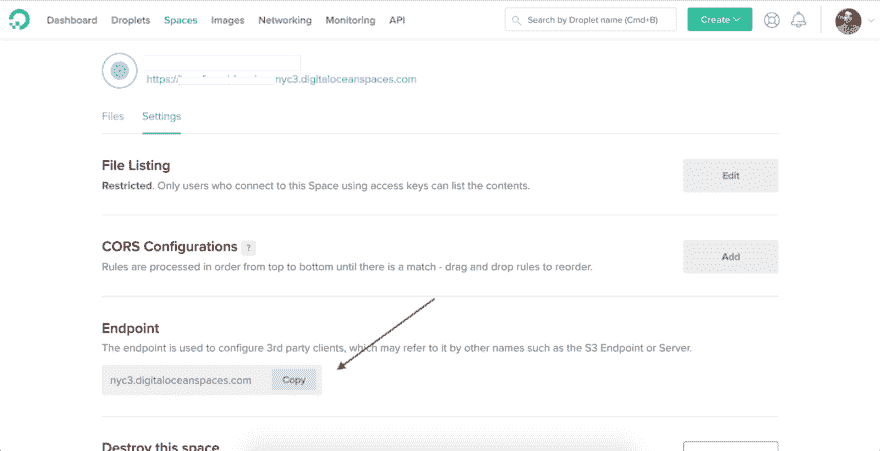 Dashboard Droplets Spaces Images Networking Monitoring API Search by Droplet name (Cmd+B) Create
https:// nyc3.digitaloceanspaces.com
Files Settings
File Listing
Restricted. Only users who connect to this Space using access keys can list the contents.
Edit
CORS Configurations ?
Rules are processed in order from top to bottom until there is a match - drag and drop rules to reorder.
Add
Endpoint
The endpoint is used to configure 3rd party clients, which may refer to it by other names such as the S3 Endpoint or Server.
nyc3.digitaloceanspaces.com Copy
Destroy this space